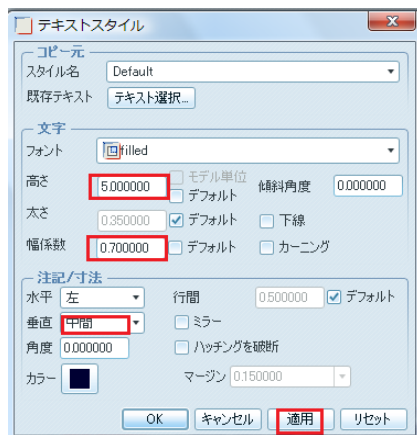 テキストスタイル
コピー元
スタイル名 Default
既存テキスト テキスト選択...
文字
フォント filled
高さ 5.000000 モデル単位
デフォルト 傾斜角度 0.000000
太さ 0.350000 デフォルト 下線
幅係数 0.700000 デフォルト カーニング
注記/寸法
水平 左 行間 0.500000 デフォルト
垂直 中間 ミラー
角度 0.000000 ハッチングを破断
カラー マージン 0.150000
OK キャンセル 適用 リセット